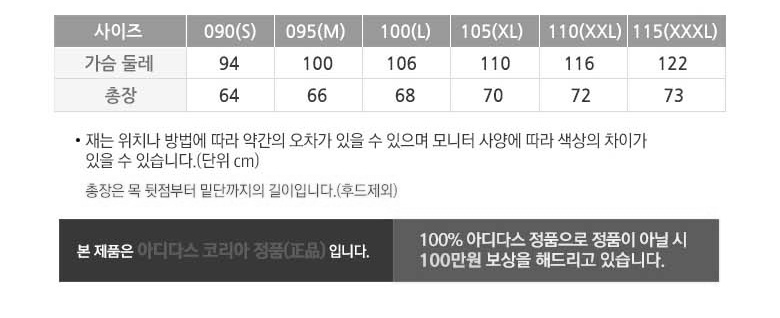 사이즈 090(S) 095(M) 100(L) 105(XL) 110(XXL) 115(XXXL)
가슴 둘레 94 100 106 110 116 122
총장 64 66 68 70 72 73
• 재는 위치나 방법에 따라 약간의 오차가 있을 수 있으며 모니터 사양에 따라 색상의 차이가
있을 수 있습니다.(단위 cm)
총장은 목 뒷점부터 밑단까지의 길이입니다.(후드제외)
본 제품은 아디다스 코리아 정품(正品) 입니다.
100% 아디다스 정품으로 정품이 아닐 시
100만원 보상을 해드리고 있습니다.